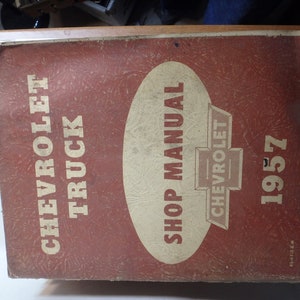 CHEVROLET
TRUCK
SHOP MANUAL
CHEVROLET
1957